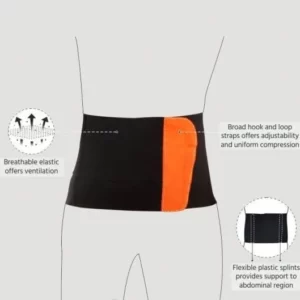 Broad hook and loop
straps offers adjustability
and uniform compression
Breathable elastic
offers ventilation
Flexible plastic splints
provides support to
abdominal region